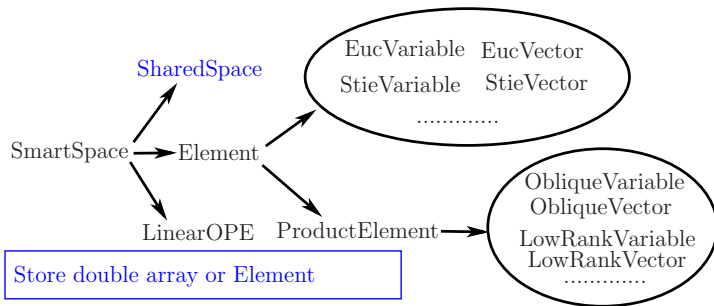 EucVariable EucVector
SharedSpace
StieVariable StieVector
.............
SmartSpace Element
ObliqueVariable
ObliqueVector
LinearOPE ProductElement
LowRankVariable
LowRankVector
Store double array or Element
.............